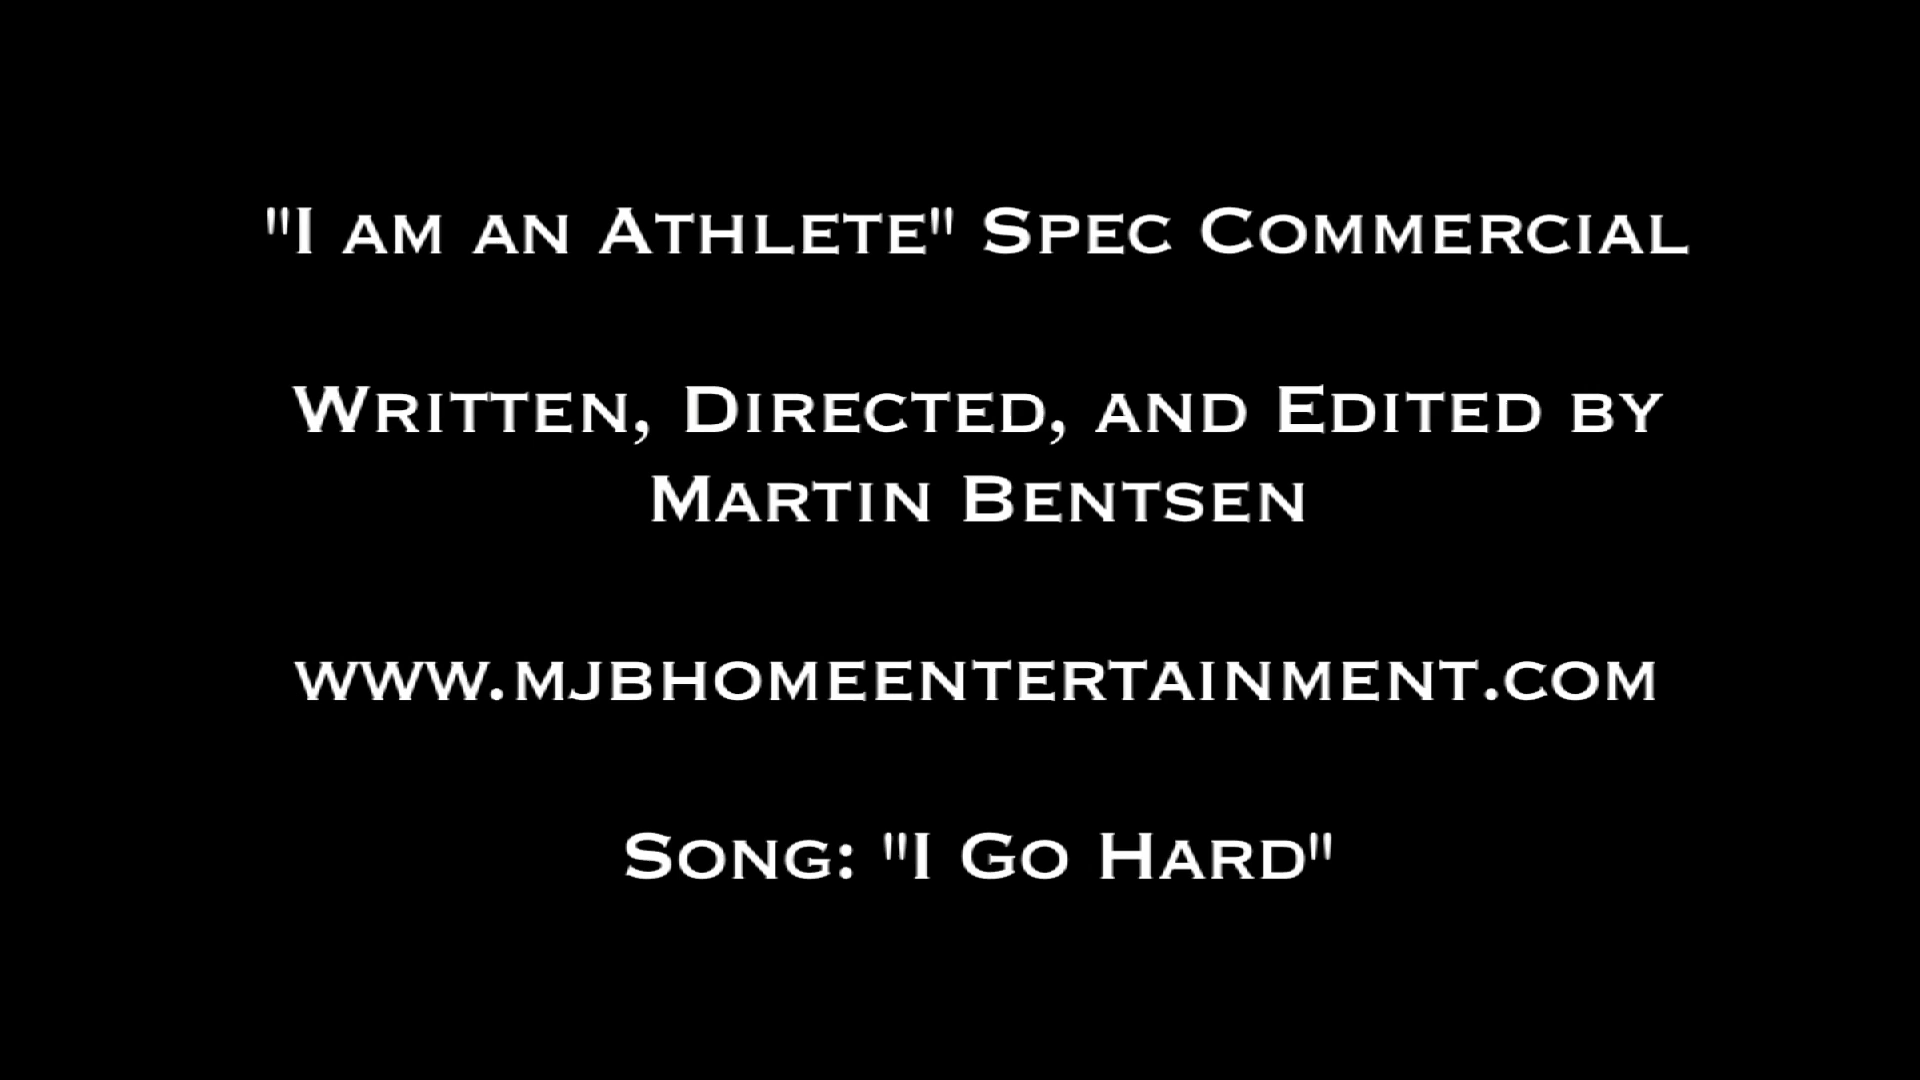 "I am an Athlete" Spec Commercial
Written, Directed, and Edited by
Martin Bentsen
www.mjbhomeentertainment.com
Song: "I Go Hard"